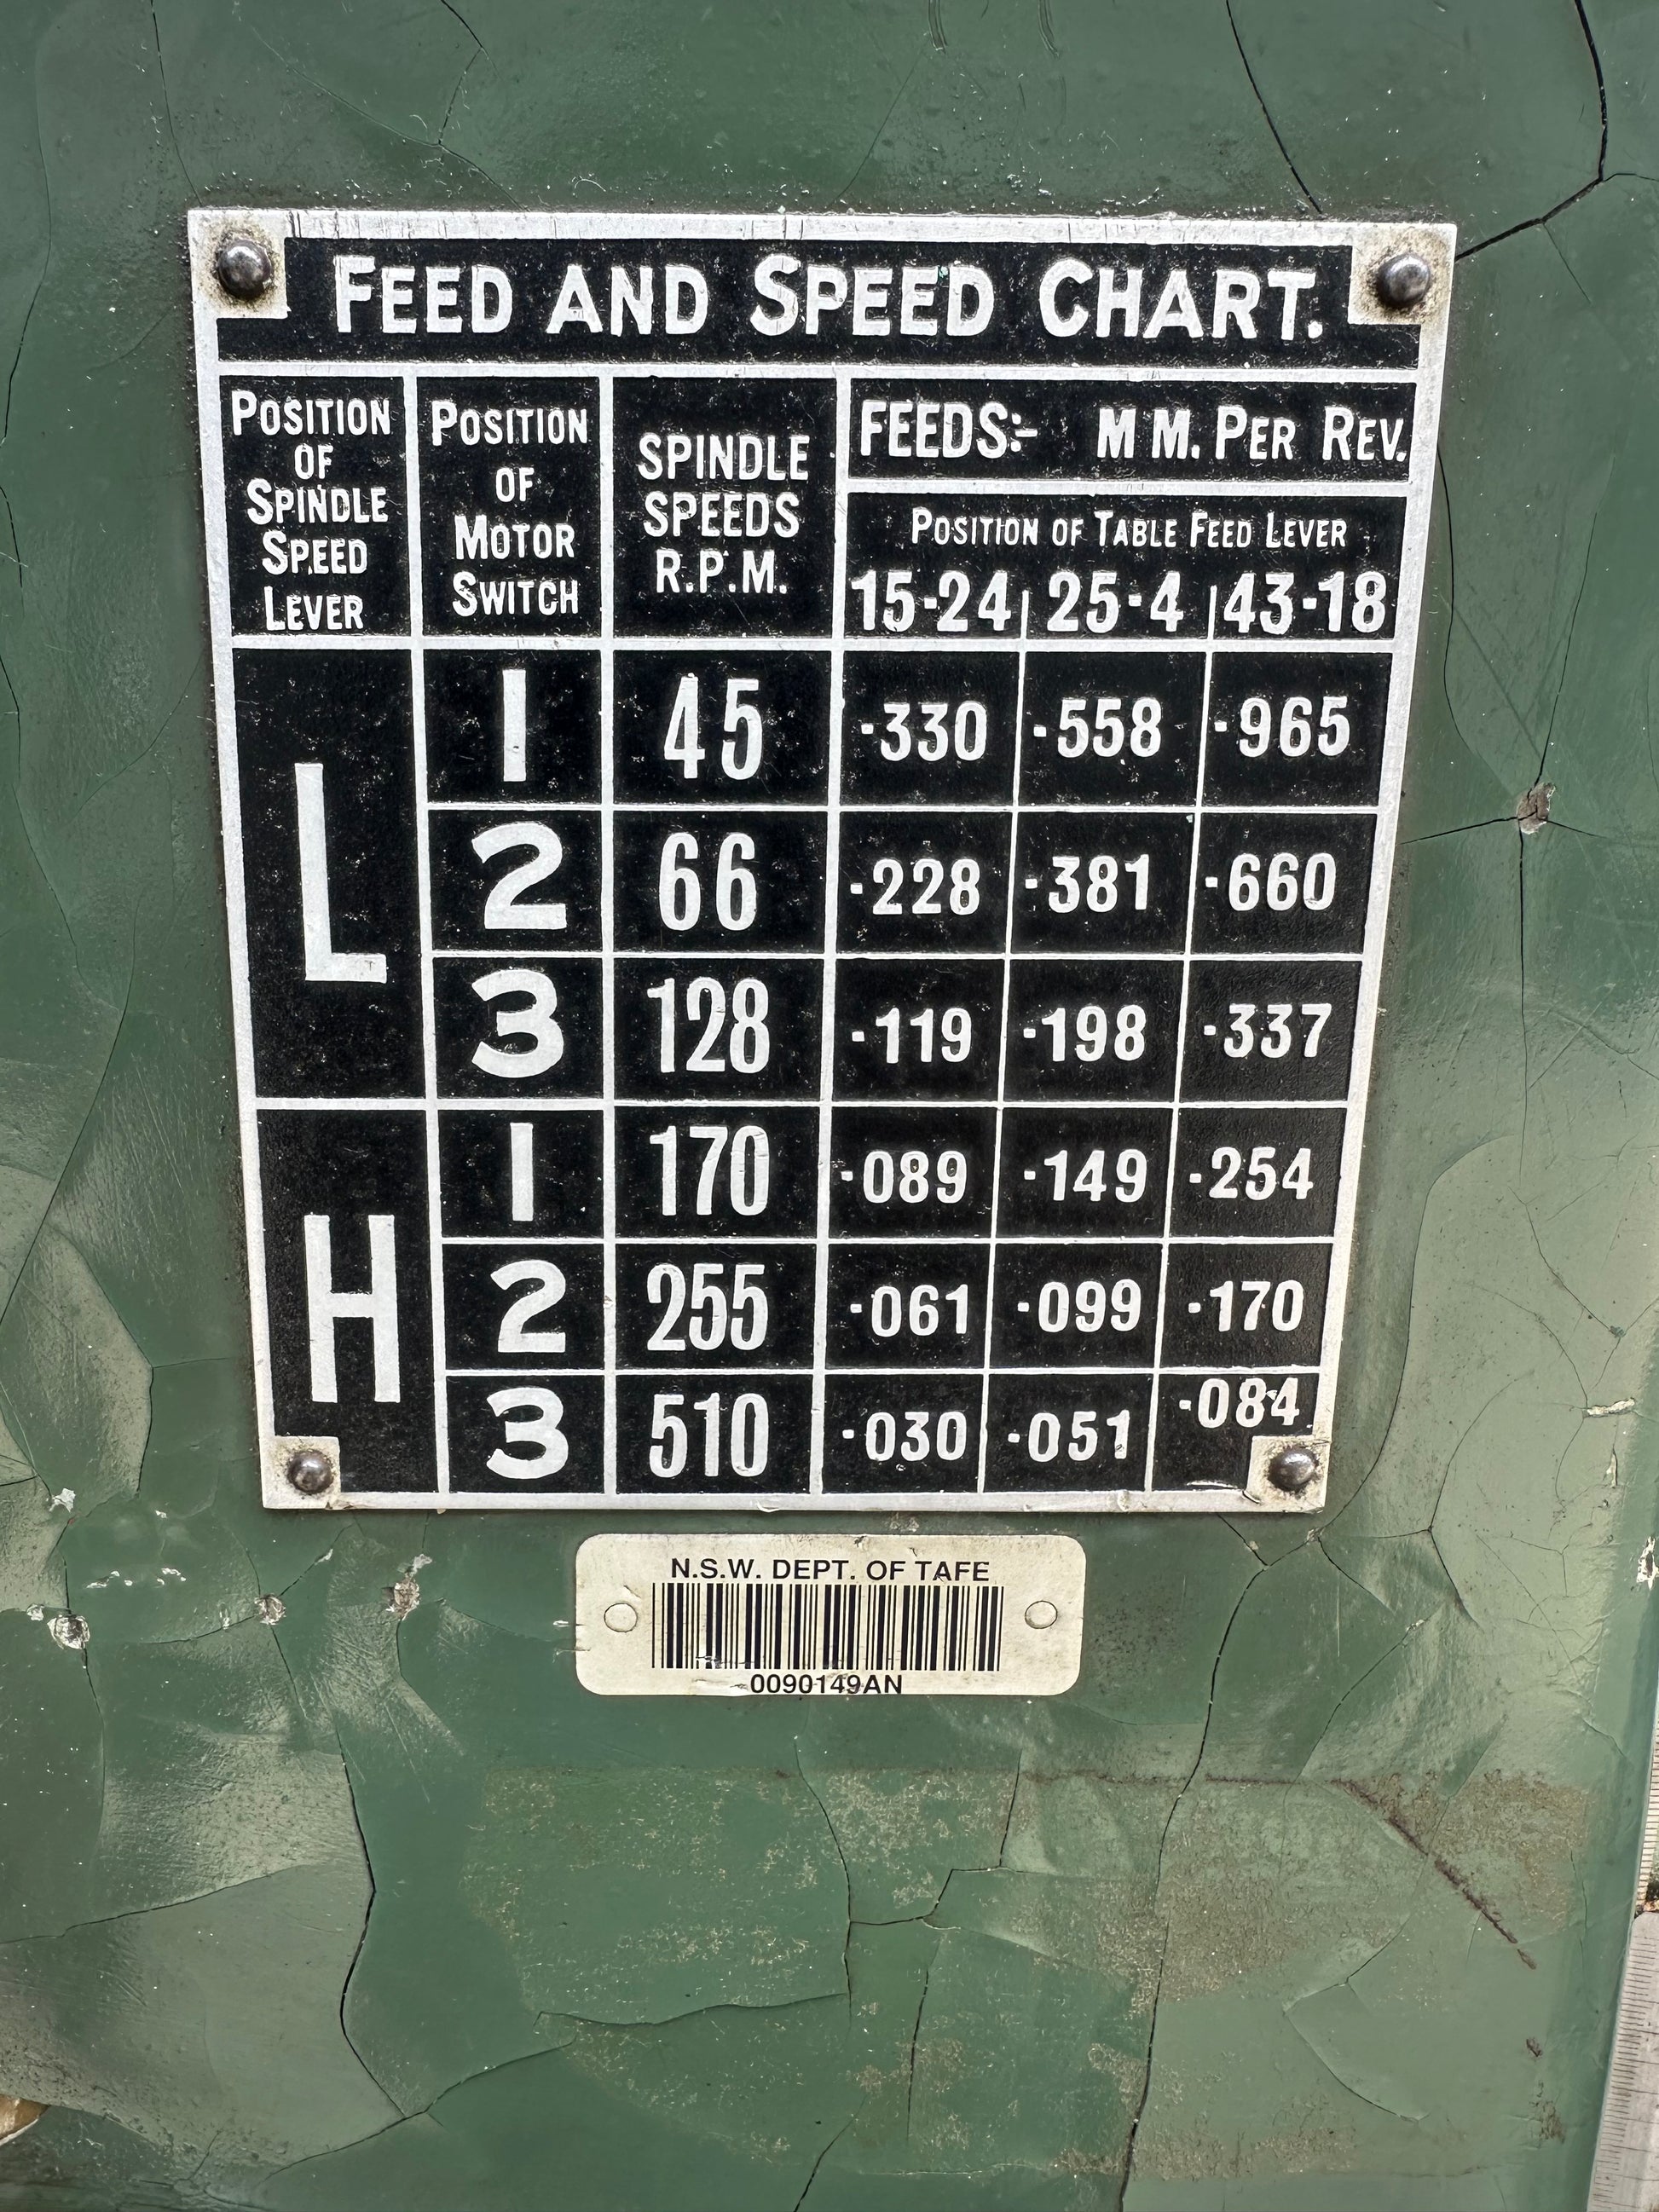 FEED AND SPEED CHART.
POSITION OF SPINDLE SPEED LEVER
POSITION OF MOTOR SWITCH
SPINDLE SPEEDS R.P.M.
FEEDS:- MM. PER REV.
POSITION OF TABLE FEED LEVER
15·24 25·4 43·18
L
1 45 ·330 ·558 ·965
2 66 ·228 ·381 ·660
3 128 ·119 ·198 ·337
H
1 170 ·089 ·149 ·254
2 255 ·061 ·099 ·170
3 510 ·030 ·051 ·084
N.S.W. DEPT. OF TAFE
0090149AN